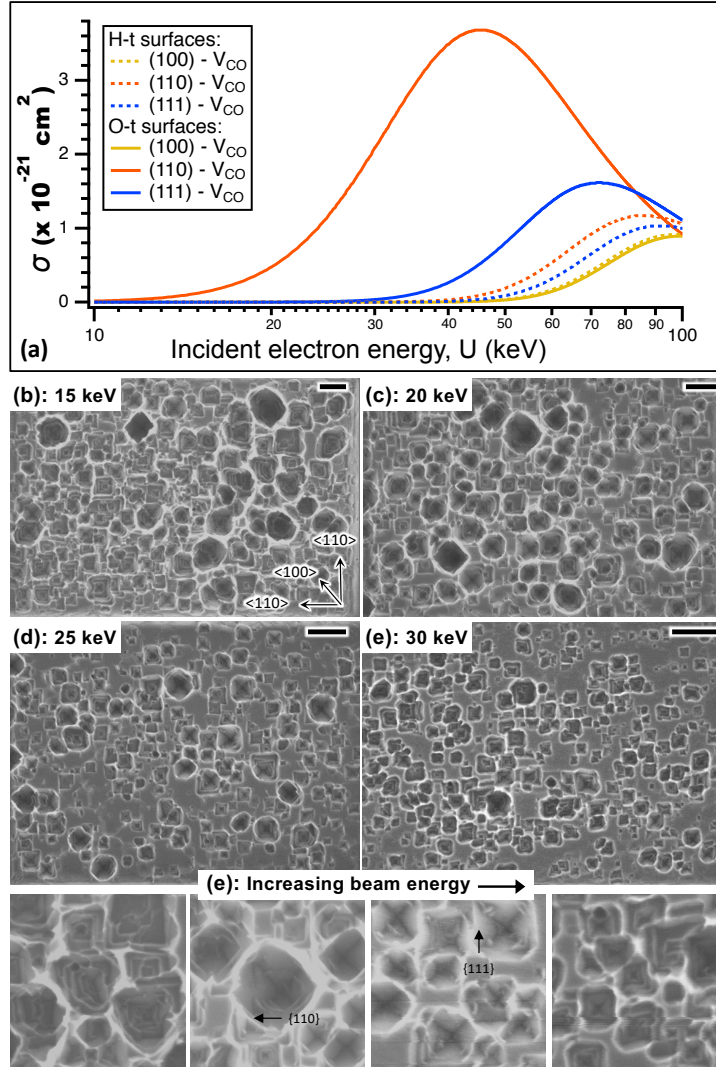 H-t surfaces:
(100) - V_CO
(110) - V_CO
(111) - V_CO
O-t surfaces:
(100) - V_CO
(110) - V_CO
(111) - V_CO
σ (x 10^-21 cm^2)
3
2
1
0
10
20
30
40
50
60
70
80
90
100
(a) Incident electron energy, U (keV)
(b): 15 keV
<110>
<100>
<110>
(c): 20 keV
(d): 25 keV
(e): 30 keV
(e): Increasing beam energy
{110}
{111}